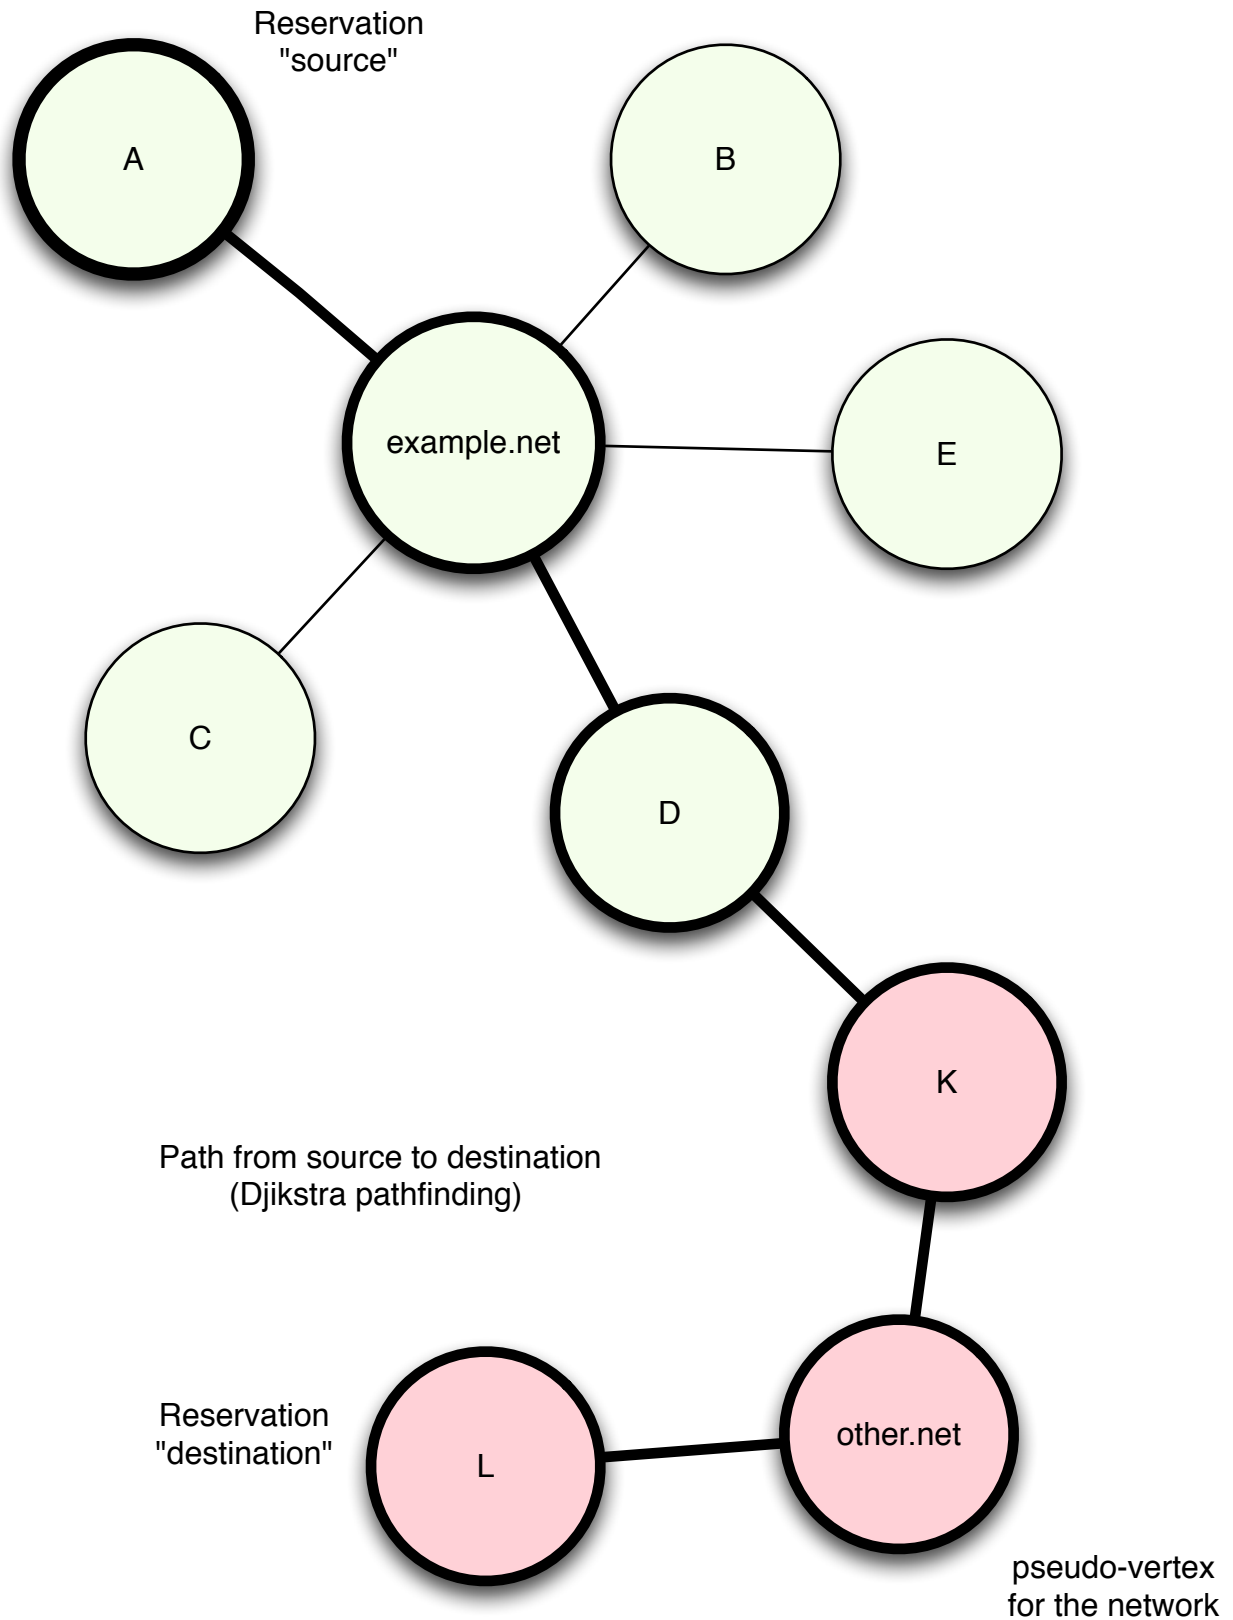 Reservation
"source"
A
B
example.net
E
C
D
K
Path from source to destination
(Djikstra pathfinding)
Reservation
"destination"
L
other.net
pseudo-vertex
for the network